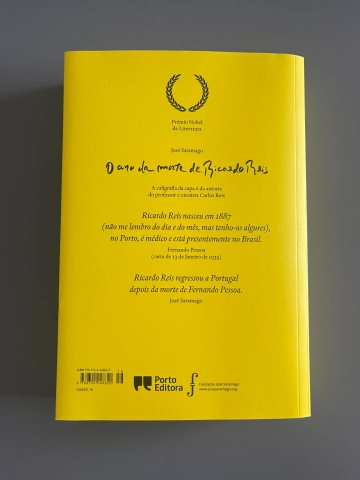 Prémio Nobel
de Literatura
José Saramago
O ano da morte de Ricardo Reis
A caligrafia da capa é da autoria
do professor e ensaísta Carlos Reis
Ricardo Reis nasceu em 1887
(não me lembro do dia e do mês, mas tenho-os algures),
no Porto, é médico e está presentemente no Brasil.
Fernando Pessoa
(carta de 13 de Janeiro de 1935)
Ricardo Reis regressou a Portugal
depois da morte de Fernando Pessoa.
José Saramago
Porto
Editora
Fundação José Saramago
www.josesaramago.org